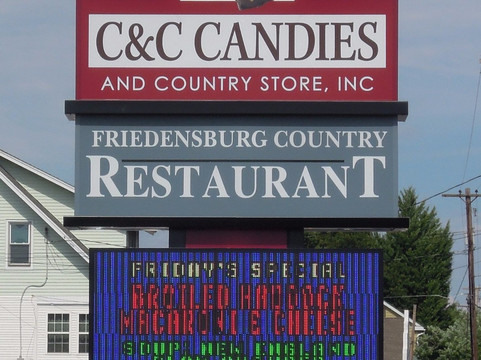 C&C CANDIES
AND COUNTRY STORE, INC
FRIEDENSBURG COUNTRY
RESTAURANT
FRIDAY'S SPECIAL
BROILED HADDOCK
MACARONI & CHEESE
SOUP: NEW ENGLAND